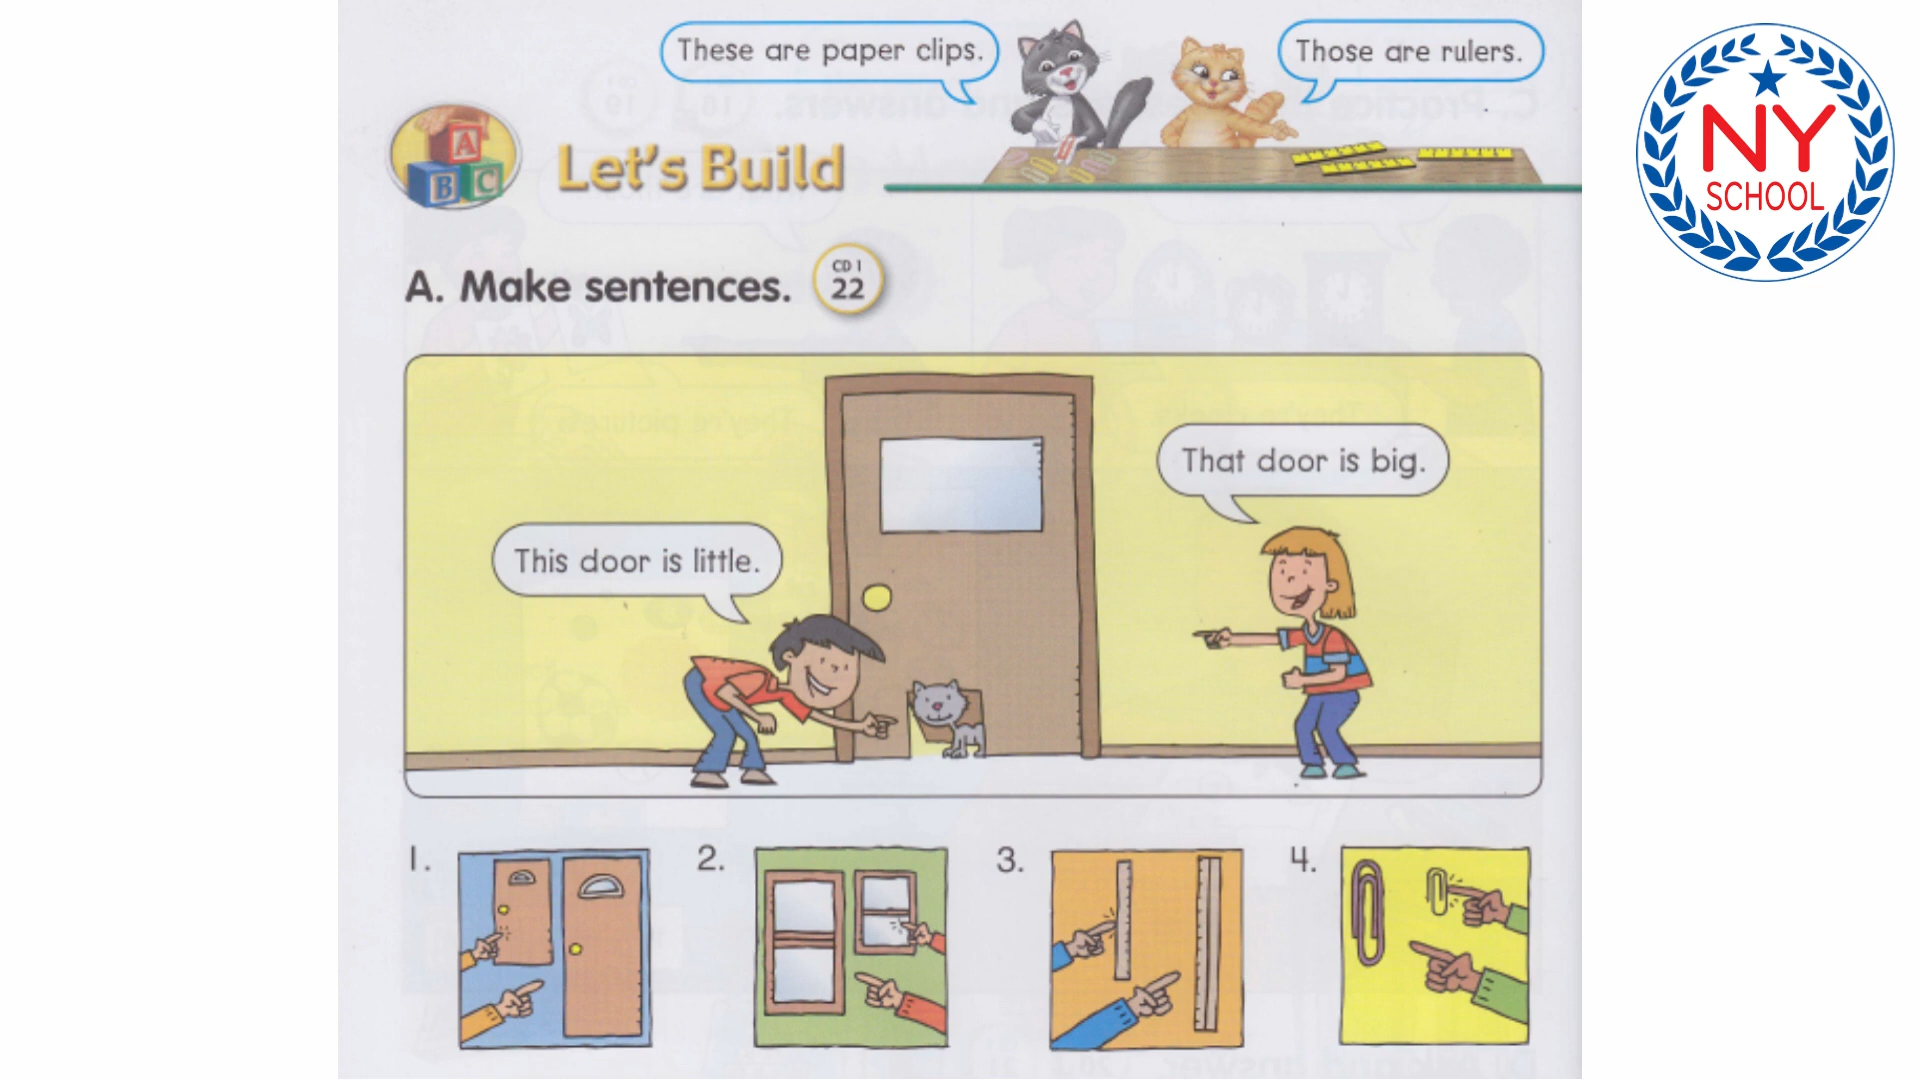 These are paper clips.
Those are rulers.
NY
SCHOOL
A
B C
Let's Build
A. Make sentences.
CD 1
22
That door is big.
This door is little.
1.
2.
3.
4.